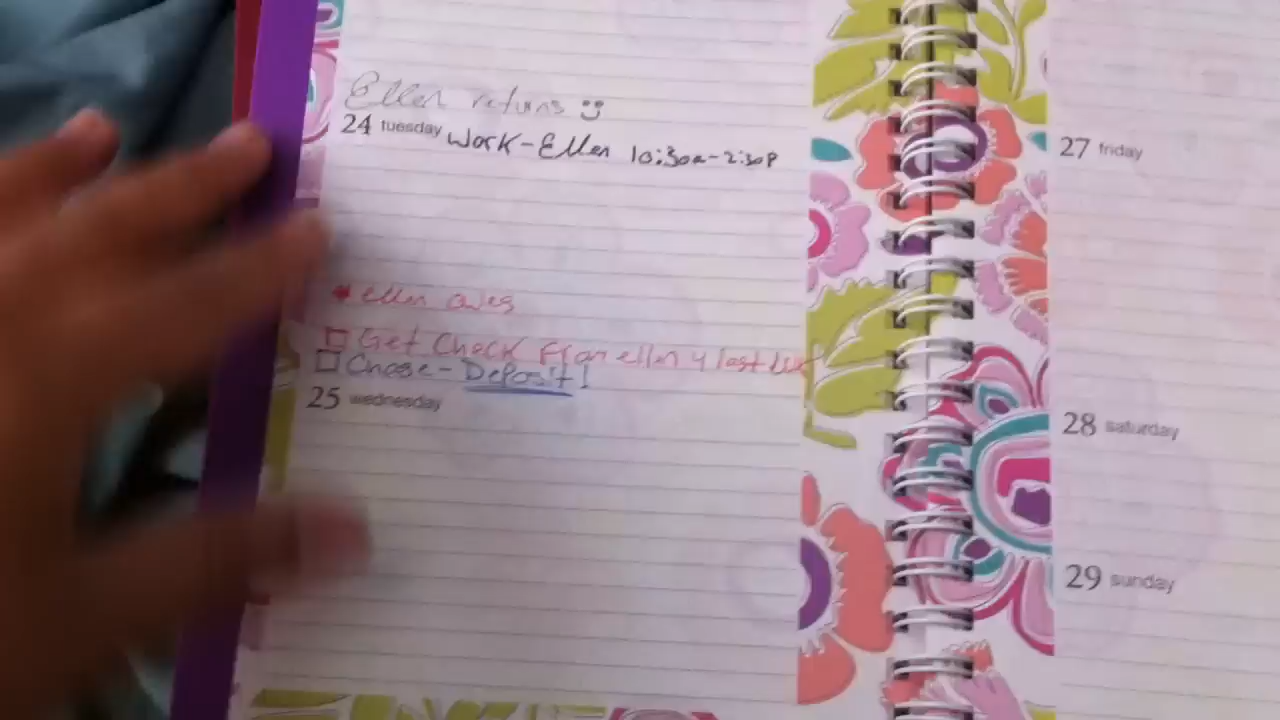 Ellen returns
24 tuesday Work-Ellen 10:30a-2:30P
* ellen owes
Get Check From ellen 4 last
Chase-Deposit!
25 wednesday
27 friday
28 saturday
29 sunday